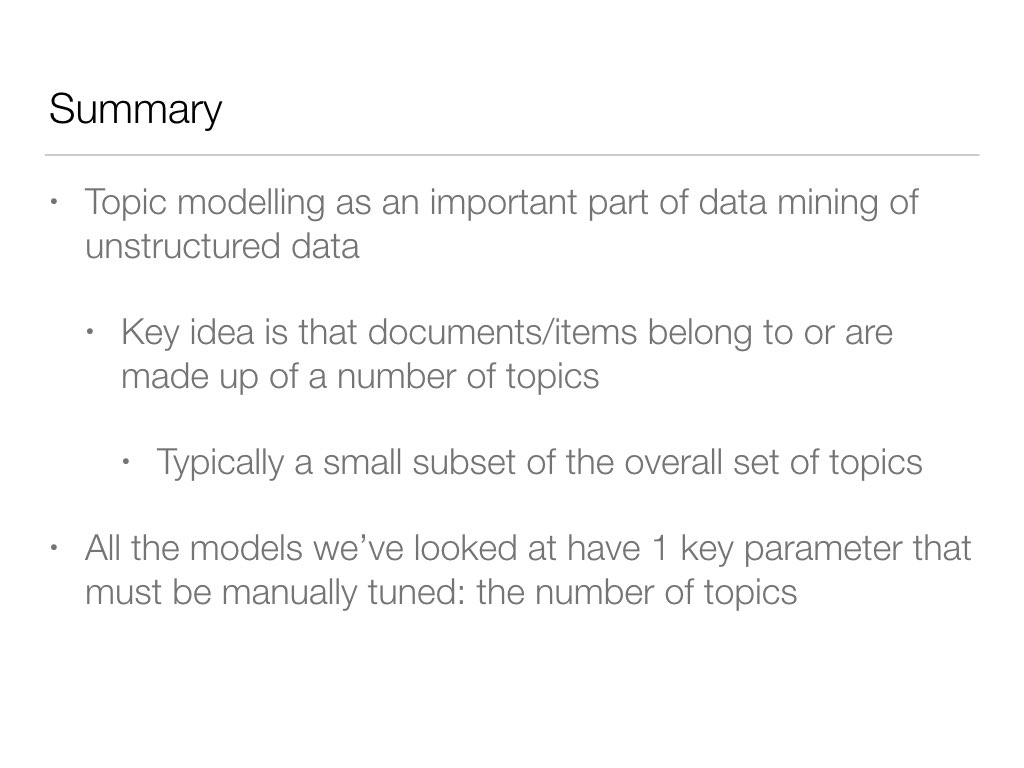 Summary
• Topic modelling as an important part of data mining of
unstructured data
• Key idea is that documents/items belong to or are
made up of a number of topics
• Typically a small subset of the overall set of topics
• All the models we’ve looked at have 1 key parameter that
must be manually tuned: the number of topics